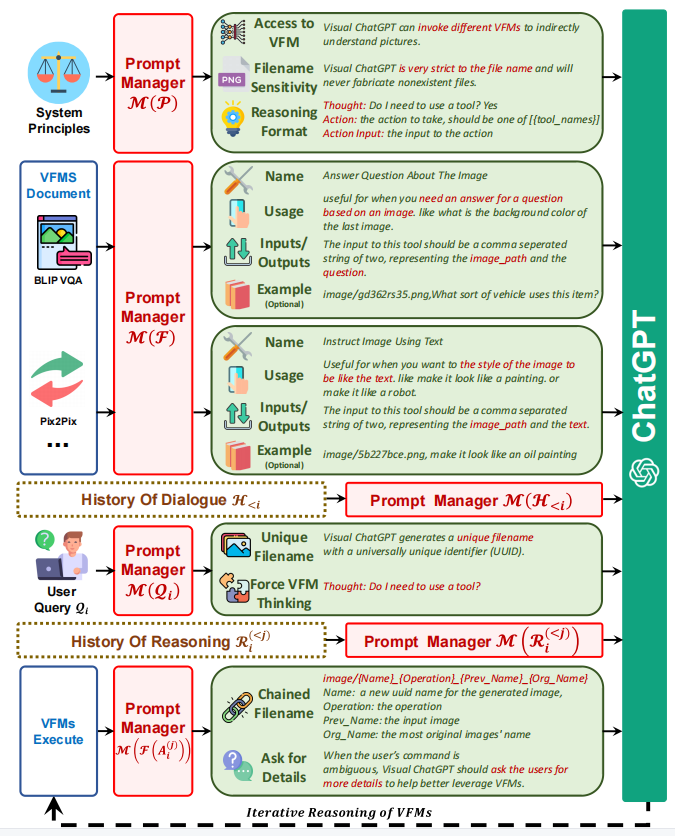 System
Principles
Prompt
Manager
ℳ(𝒫)
Access to
VFM
Visual ChatGPT can invoke different VFMs to indirectly
understand pictures.
PNG
Filename
Sensitivity
Visual ChatGPT is very strict to the file name and will
never fabricate nonexistent files.
Reasoning
Format
Thought: Do I need to use a tool? Yes
Action: the action to take, should be one of [{tool_names}]
Action Input: the input to the action
VFMS
Document
BLIP VQA
Pix2Pix
...
Prompt
Manager
ℳ(ℱ)
Name
Answer Question About The Image
Usage
useful for when you need an answer for a question
based on an image. like what is the background color of
the last image.
Inputs/
Outputs
The input to this tool should be a comma seperated
string of two, representing the image_path and the
question.
Example
(Optional)
image/gd362rs35.png,What sort of vehicle uses this item?
Name
Instruct Image Using Text
Usage
Useful for when you want to the style of the image to
be like the text. like make it look like a painting. or
make it like a robot.
Inputs/
Outputs
The input to this tool should be a comma separated
string of two, representing the image_path and the text.
Example
(Optional)
image/5b227bce.png, make it look like an oil painting
History Of Dialogue ℋ<i
Prompt Manager ℳ(ℋ<i)
User
Query 𝒬i
Prompt
Manager
ℳ(𝒬i)
Unique
Filename
Visual ChatGPT generates a unique filename
with a universally unique identifier (UUID).
Force VFM
Thinking
Thought: Do I need to use a tool?
History Of Reasoning ℛi(<j)
Prompt Manager ℳ(ℛi(<j))
VFMs
Execute
Prompt
Manager
ℳ(ℱ(Ai(j)))
Chained
Filename
image/{Name}_{Operation}_{Prev_Name}_{Org_Name}
Name: a new uuid name for the generated image,
Operation: the operation
Prev_Name: the input image
Org_Name: the most original images' name
Ask for
Details
When the user's command is
ambiguous, Visual ChatGPT should ask the users for
more details to help better leverage VFMs.
Iterative Reasoning of VFMs
ChatGPT